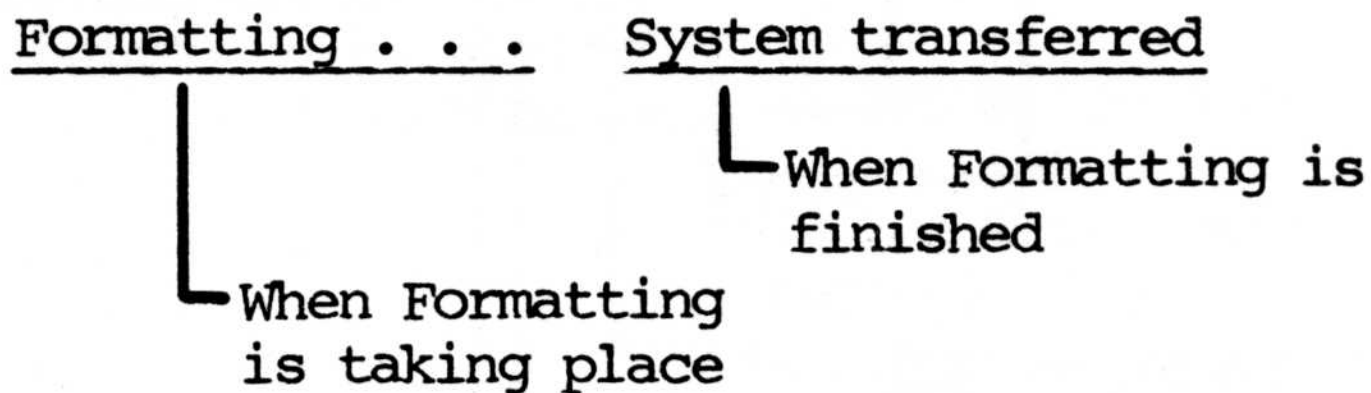 Formatting . . . System transferred
When Formatting is
finished
When Formatting
is taking place